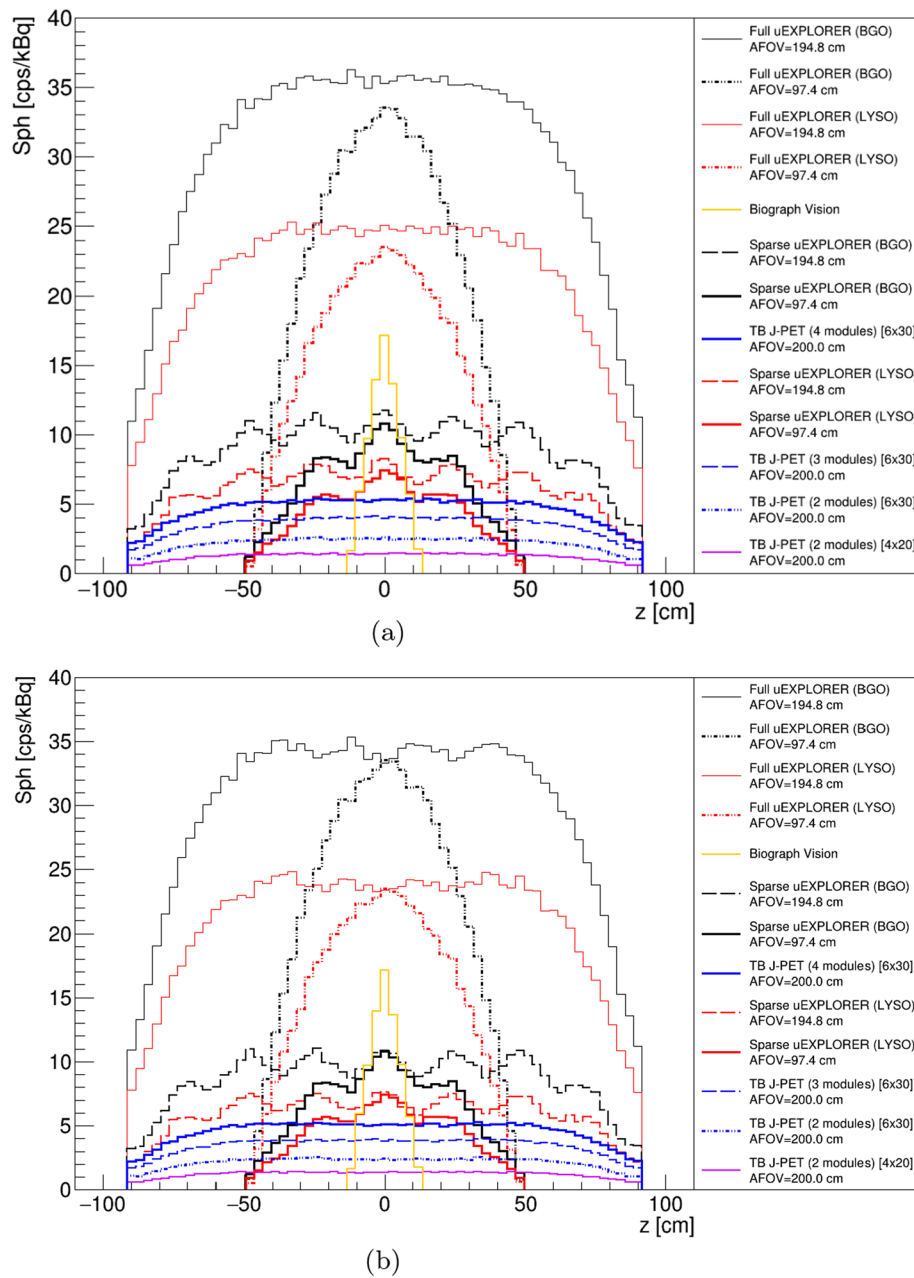 Sph [cps/kBq]
40
35
30
25
20
15
10
5
0
−100
−50
0
50
100
z [cm]
Full uEXPLORER (BGO)
AFOV=194.8 cm
Full uEXPLORER (BGO)
AFOV=97.4 cm
Full uEXPLORER (LYSO)
AFOV=194.8 cm
Full uEXPLORER (LYSO)
AFOV=97.4 cm
Biograph Vision
Sparse uEXPLORER (BGO)
AFOV=194.8 cm
Sparse uEXPLORER (BGO)
AFOV=97.4 cm
TB J-PET (4 modules) [6x30]
AFOV=200.0 cm
Sparse uEXPLORER (LYSO)
AFOV=194.8 cm
Sparse uEXPLORER (LYSO)
AFOV=97.4 cm
TB J-PET (3 modules) [6x30]
AFOV=200.0 cm
TB J-PET (2 modules) [6x30]
AFOV=200.0 cm
TB J-PET (2 modules) [4x20]
AFOV=200.0 cm
(a)
Sph [cps/kBq]
40
35
30
25
20
15
10
5
0
−100
−50
0
50
100
z [cm]
Full uEXPLORER (BGO)
AFOV=194.8 cm
Full uEXPLORER (BGO)
AFOV=97.4 cm
Full uEXPLORER (LYSO)
AFOV=194.8 cm
Full uEXPLORER (LYSO)
AFOV=97.4 cm
Biograph Vision
Sparse uEXPLORER (BGO)
AFOV=194.8 cm
Sparse uEXPLORER (BGO)
AFOV=97.4 cm
TB J-PET (4 modules) [6x30]
AFOV=200.0 cm
Sparse uEXPLORER (LYSO)
AFOV=194.8 cm
Sparse uEXPLORER (LYSO)
AFOV=97.4 cm
TB J-PET (3 modules) [6x30]
AFOV=200.0 cm
TB J-PET (2 modules) [6x30]
AFOV=200.0 cm
TB J-PET (2 modules) [4x20]
AFOV=200.0 cm
(b)